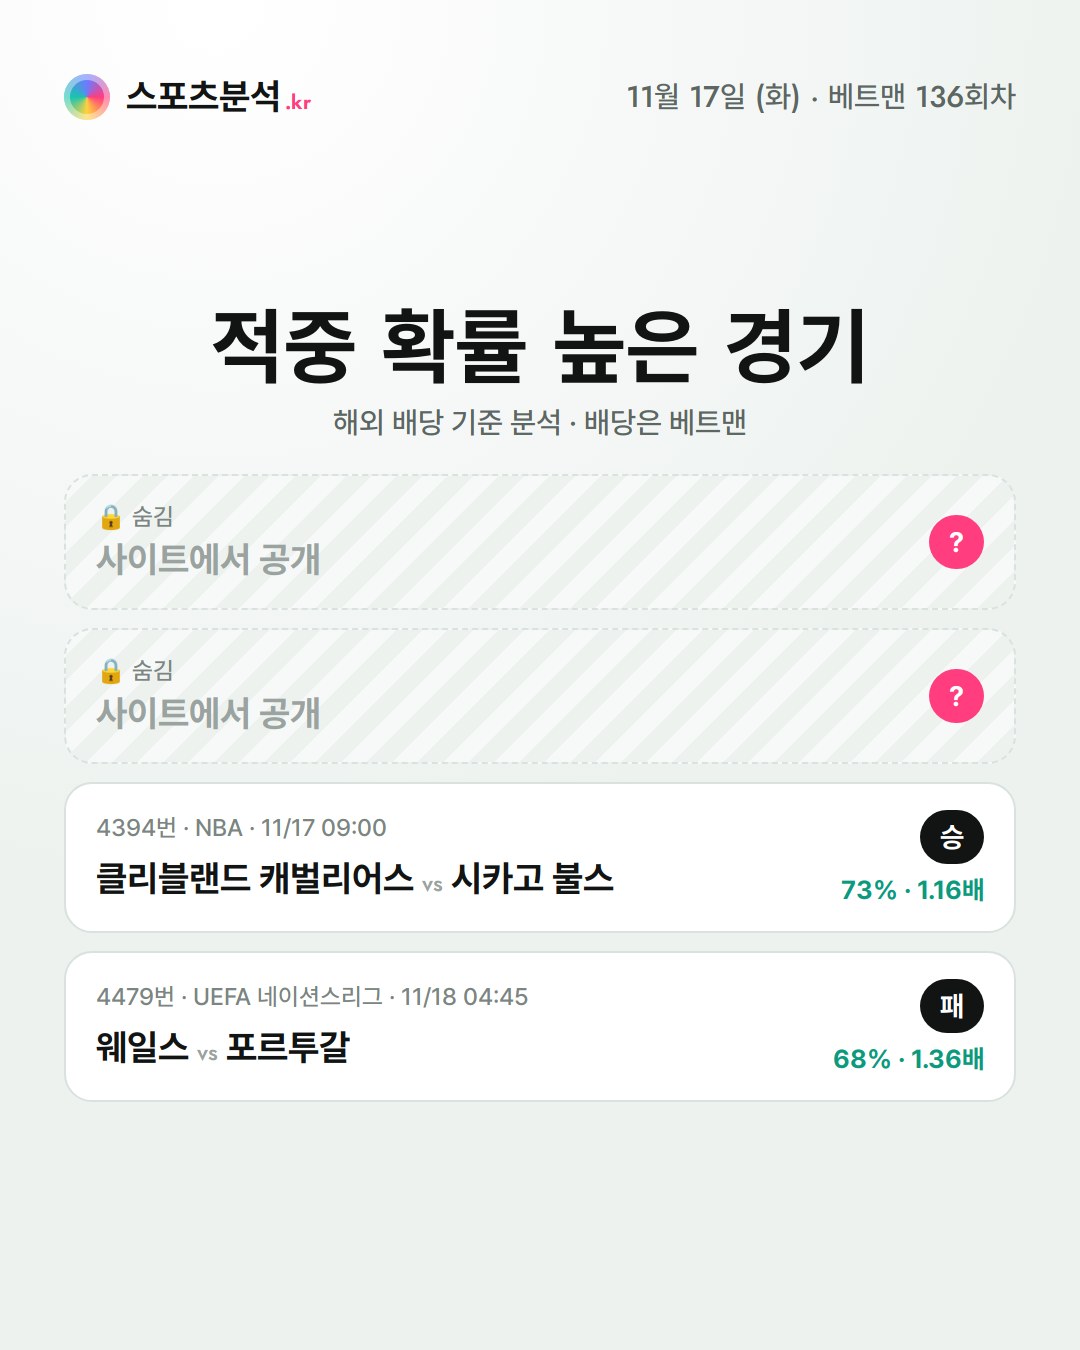 스포츠분석.kr
11월 17일 (화) · 베트맨 136회차
적중 확률 높은 경기
해외 배당 기준 분석 · 배당은 베트맨
🔒 숨김
사이트에서 공개
?
🔒 숨김
사이트에서 공개
?
4394번 · NBA · 11/17 09:00
클리블랜드 캐벌리어스 vs 시카고 불스
승
73% · 1.16배
4479번 · UEFA 네이션스리그 · 11/18 04:45
웨일스 vs 포르투갈
패
68% · 1.36배